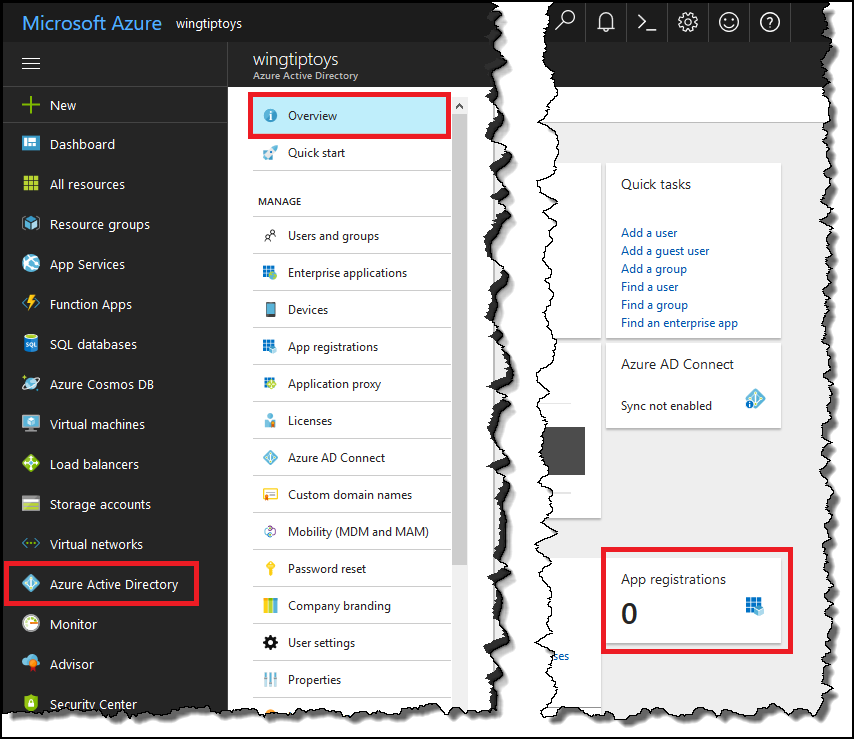 Microsoft Azure wingtiptoys
New
Dashboard
All resources
Resource groups
App Services
Function Apps
SQL databases
Azure Cosmos DB
Virtual machines
Load balancers
Storage accounts
Virtual networks
Azure Active Directory
Monitor
Advisor
Security Center
wingtiptoys
Azure Active Directory
Overview
Quick start
MANAGE
Users and groups
Enterprise applications
Devices
App registrations
Application proxy
Licenses
Azure AD Connect
Custom domain names
Mobility (MDM and MAM)
Password reset
Company branding
User settings
Properties
Quick tasks
Add a user
Add a guest user
Add a group
Find a user
Find a group
Find an enterprise app
Azure AD Connect
Sync not enabled
App registrations
0